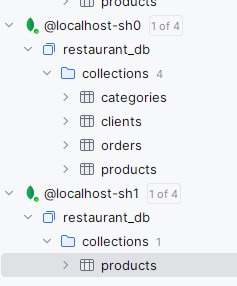 products
@localhost-sh0 1 of 4
restaurant_db
collections 4
categories
clients
orders
products
@localhost-sh1 1 of 4
restaurant_db
collections 1
products